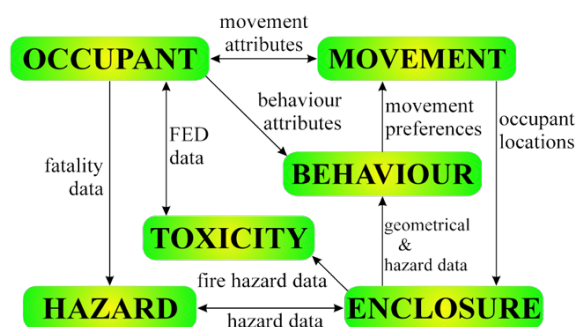 movement
attributes
OCCUPANT
MOVEMENT
behaviour
attributes
movement
preferences
occupant
locations
FED
data
fatality
data
BEHAVIOUR
TOXICITY
geometrical
&
hazard data
fire hazard data
HAZARD
ENCLOSURE
hazard data